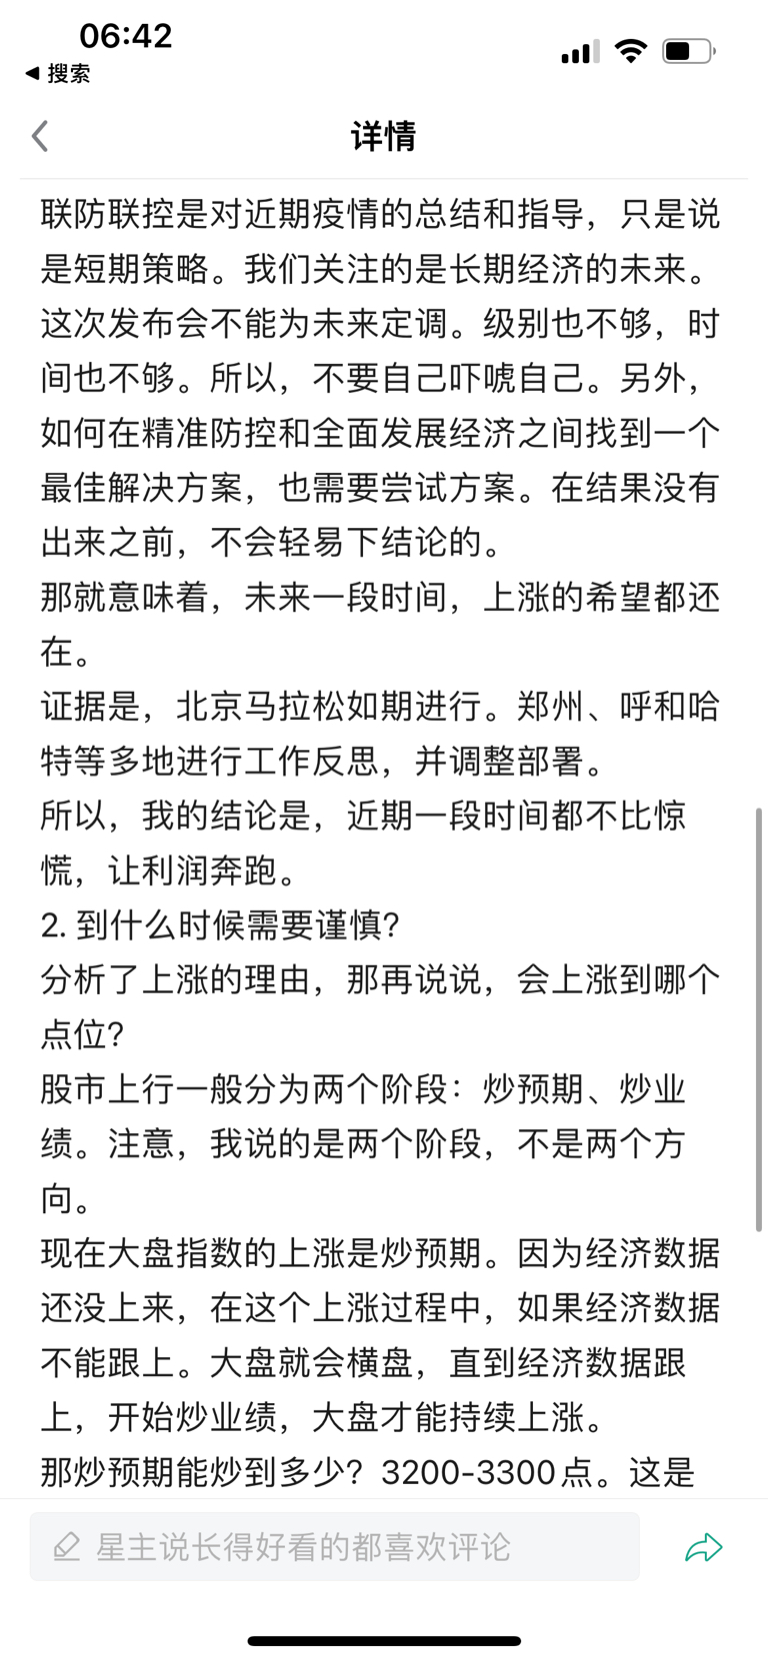 06:42
◀ 搜索
详情
联防联控是对近期疫情的总结和指导，只是说
是短期策略。我们关注的是长期经济的未来。
这次发布会不能为未来定调。级别也不够，时
间也不够。所以，不要自己吓唬自己。另外，
如何在精准防控和全面发展经济之间找到一个
最佳解决方案，也需要尝试方案。在结果没有
出来之前，不会轻易下结论的。
那就意味着，未来一段时间，上涨的希望都还
在。
证据是，北京马拉松如期进行。郑州、呼和哈
特等多地进行工作反思，并调整部署。
所以，我的结论是，近期一段时间都不比惊
慌，让利润奔跑。
2. 到什么时候需要谨慎?
分析了上涨的理由，那再说说，会上涨到哪个
点位?
股市上行一般分为两个阶段：炒预期、炒业
绩。注意，我说的是两个阶段，不是两个方
向。
现在大盘指数的上涨是炒预期。因为经济数据
还没上来，在这个上涨过程中，如果经济数据
不能跟上。大盘就会横盘，直到经济数据跟
上，开始炒业绩，大盘才能持续上涨。
那炒预期能炒到多少？3200-3300点。这是
星主说长得好看的都喜欢评论